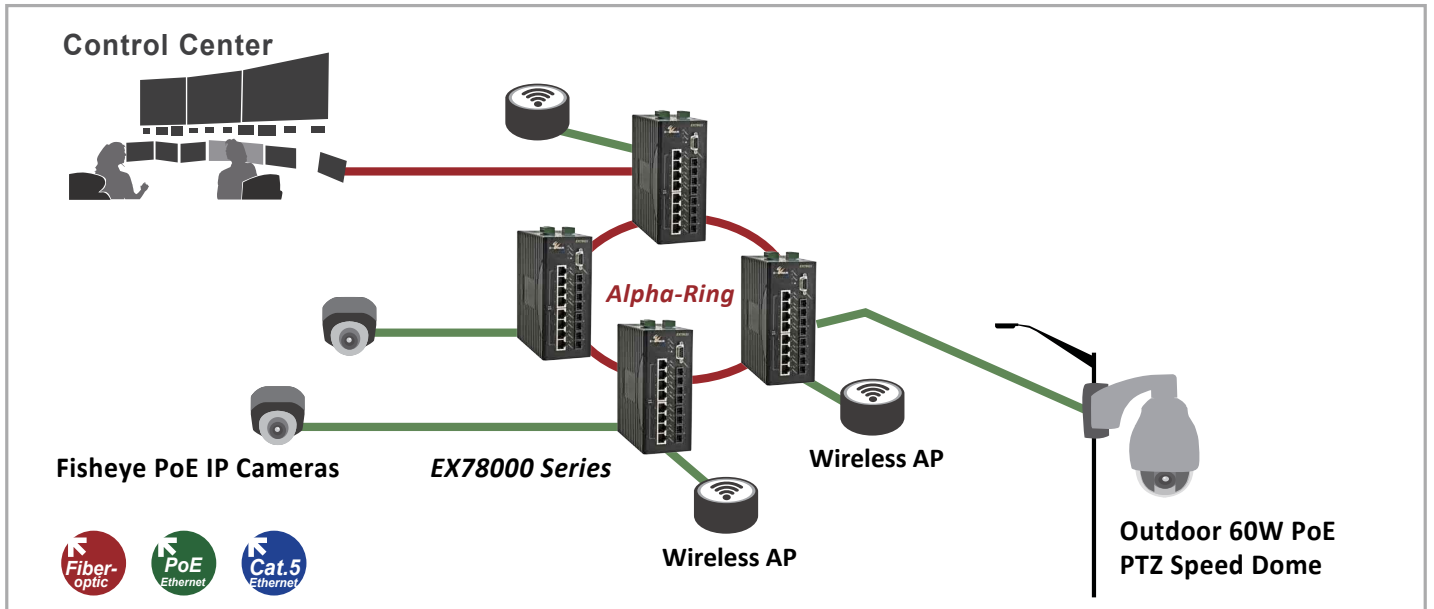 Control Center
Alpha-Ring
Fisheye PoE IP Cameras
EX78000 Series
Wireless AP
Wireless AP
Outdoor 60W PoE
PTZ Speed Dome
Fiber-
optic
PoE
Ethernet
Cat.5
Ethernet